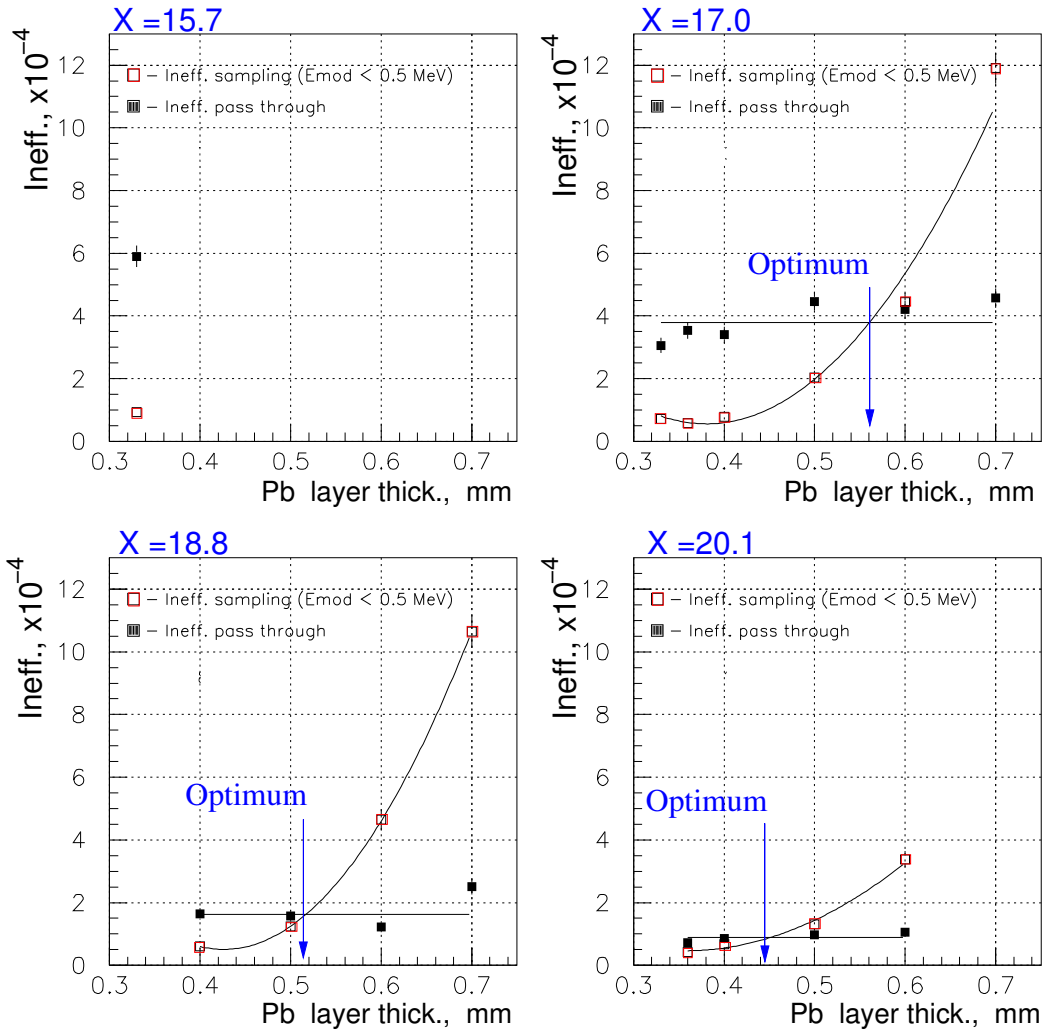 X =15.7
Ineff., x10−4
12
10
8
6
4
2
0
– Ineff. sampling (Emod < 0.5 MeV)
– Ineff. pass through
0.3 0.4 0.5 0.6 0.7
Pb layer thick., mm
X =17.0
Ineff., x10−4
12
10
8
6
4
2
0
– Ineff. sampling (Emod < 0.5 MeV)
– Ineff. pass through
Optimum
0.3 0.4 0.5 0.6 0.7
Pb layer thick., mm
X =18.8
Ineff., x10−4
12
10
8
6
4
2
0
– Ineff. sampling (Emod < 0.5 MeV)
– Ineff. pass through
Optimum
0.3 0.4 0.5 0.6 0.7
Pb layer thick., mm
X =20.1
Ineff., x10−4
12
10
8
6
4
2
0
– Ineff. sampling (Emod < 0.5 MeV)
– Ineff. pass through
Optimum
0.3 0.4 0.5 0.6 0.7
Pb layer thick., mm